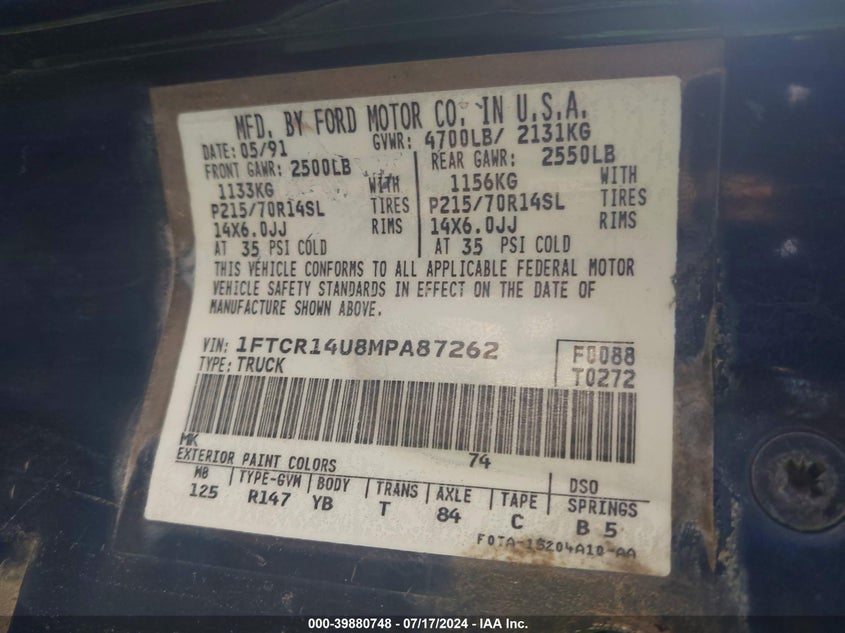 MFD. BY FORD MOTOR CO. IN U.S.A.
DATE: 05/91 GVWR: 4700LB/ 2131KG
FRONT GAWR: 2500LB REAR GAWR: 2550LB
1133KG WITH 1156KG WITH
P215/70R14SL TIRES P215/70R14SL TIRES
14X6.0JJ RIMS 14X6.0JJ RIMS
AT 35 PSI COLD AT 35 PSI COLD
THIS VEHICLE CONFORMS TO ALL APPLICABLE FEDERAL MOTOR
VEHICLE SAFETY STANDARDS IN EFFECT ON THE DATE OF
MANUFACTURE SHOWN ABOVE.
VIN: 1FTCR14U8MPA87262 F0088
TYPE: TRUCK T0272
MK 74
EXTERIOR PAINT COLORS DSO
WB TYPE-GVM BODY TRANS AXLE TAPE SPRINGS
125 R147 YB T 84 C B 5
F0TA-15204A10-AA
000-39880748 - 07/17/2024 - IAA Inc.